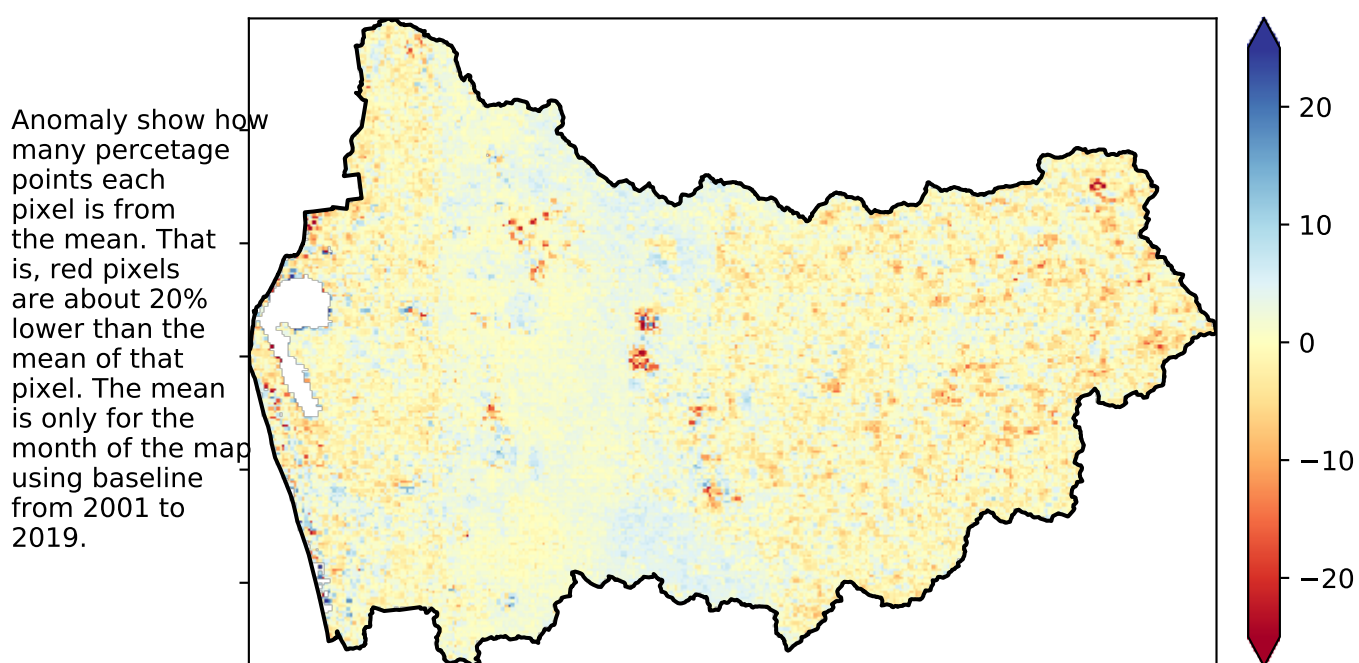 Anomaly show how
many percetage
points each
pixel is from
the mean. That
is, red pixels
are about 20%
lower than the
mean of that
pixel. The mean
is only for the
month of the map
using baseline
from 2001 to
2019.
20
10
0
−10
−20